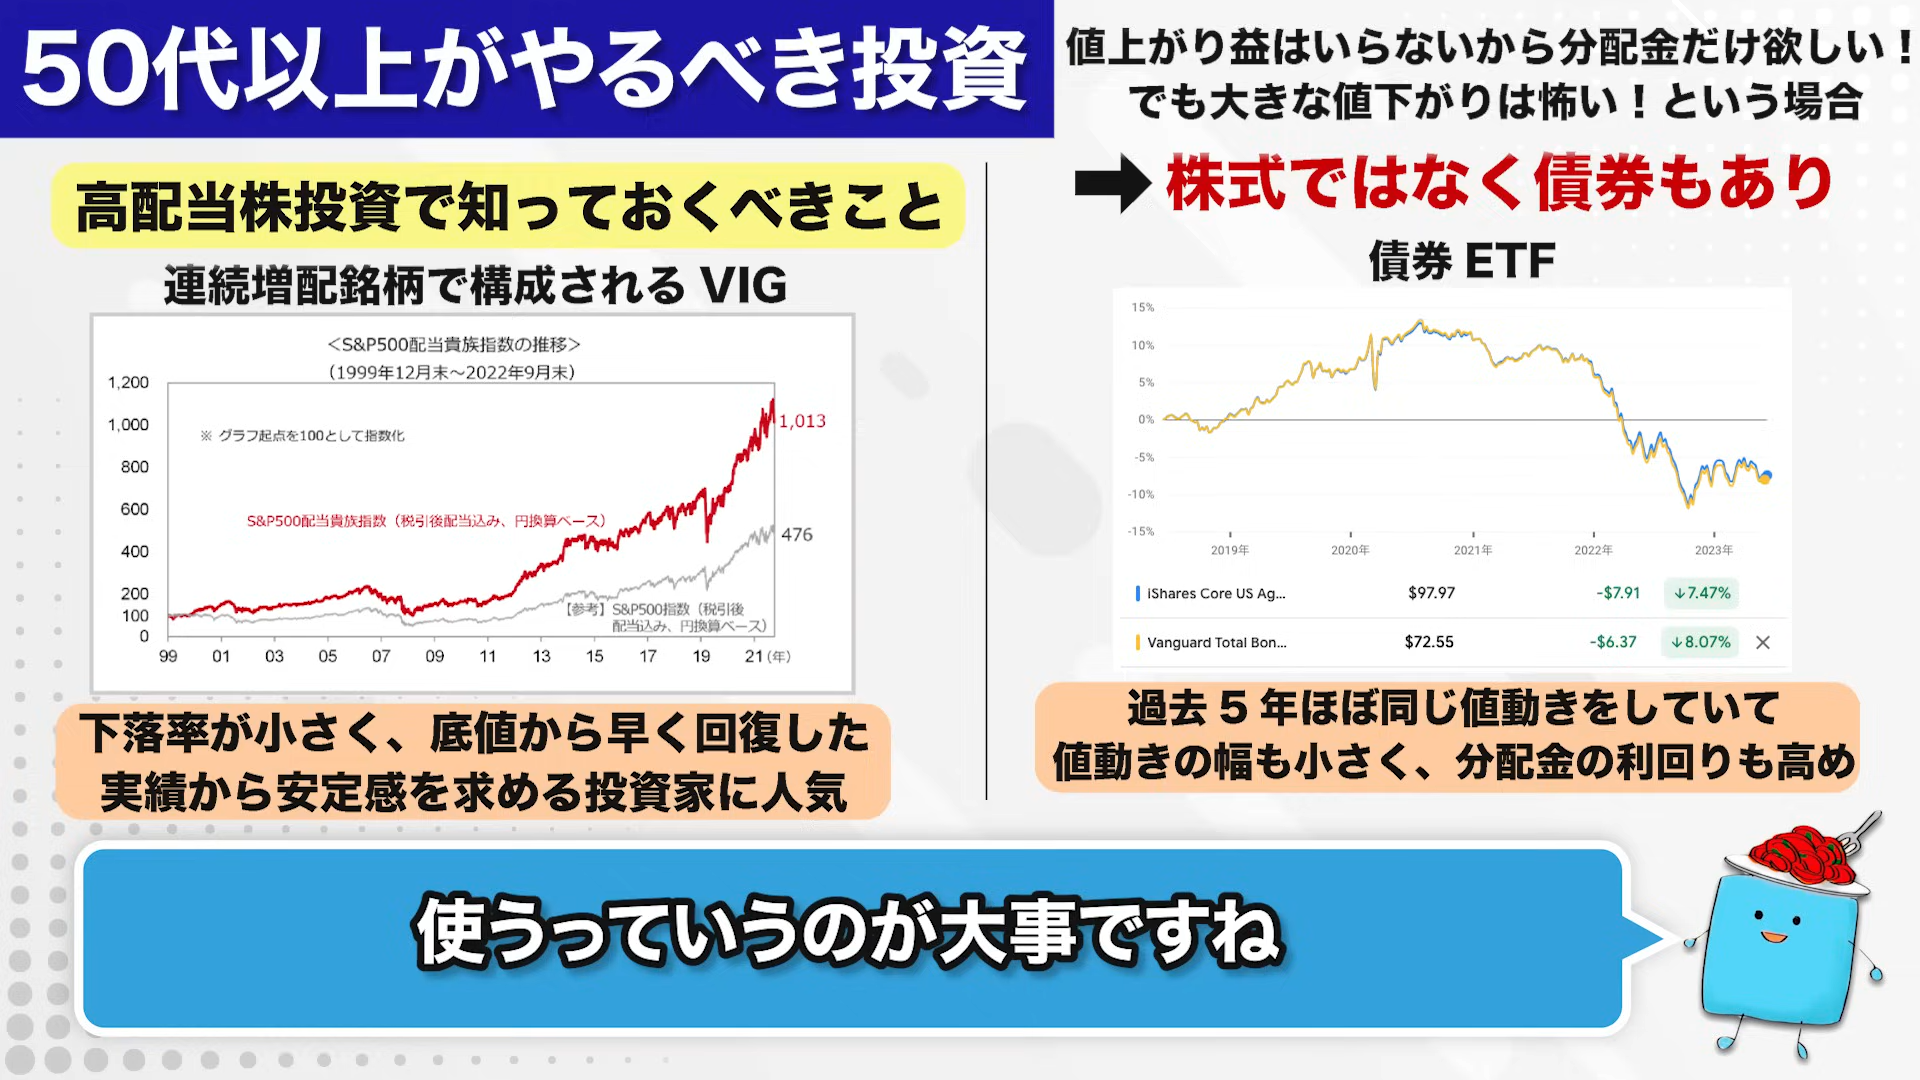 50代以上がやるべき投資
値上がり益はいらないから分配金だけ欲しい！
でも大きな値下がりは怖い！という場合
高配当株投資で知っておくべきこと
連続増配銘柄で構成される VIG
＜S&P500配当貴族指数の推移＞
（1999年12月末～2022年9月末）
1,200
1,000
800
600
400
200
100
0
※ グラフ起点を100として指数化
1,013
S&P500配当貴族指数（税引後配当込み、円換算ベース）
476
【参考】S&P500指数（税引後
配当込み、円換算ベース）
99 01 03 05 07 09 11 13 15 17 19 21 (年)
下落率が小さく、底値から早く回復した
実績から安定感を求める投資家に人気
➡株式ではなく債券もあり
債券 ETF
15%
10%
5%
0%
-5%
-10%
-15%
2019年 2020年 2021年 2022年 2023年
iShares Core US Ag... $97.97 -$7.91 ↓7.47%
Vanguard Total Bon... $72.55 -$6.37 ↓8.07% ×
過去 5 年ほぼ同じ値動きをしていて
値動きの幅も小さく、分配金の利回りも高め
使うっていうのが大事ですね